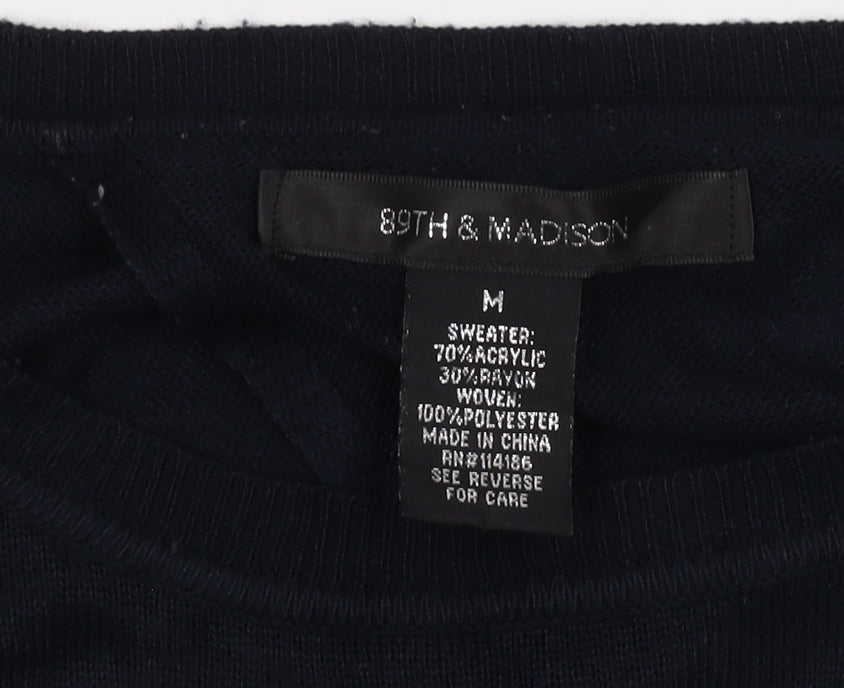 89TH & MADISON
M
SWEATER:
70%ACRYLIC
30%RAYON
WOVEN:
100%POLYESTER
MADE IN CHINA
RN#114186
SEE REVERSE
FOR CARE